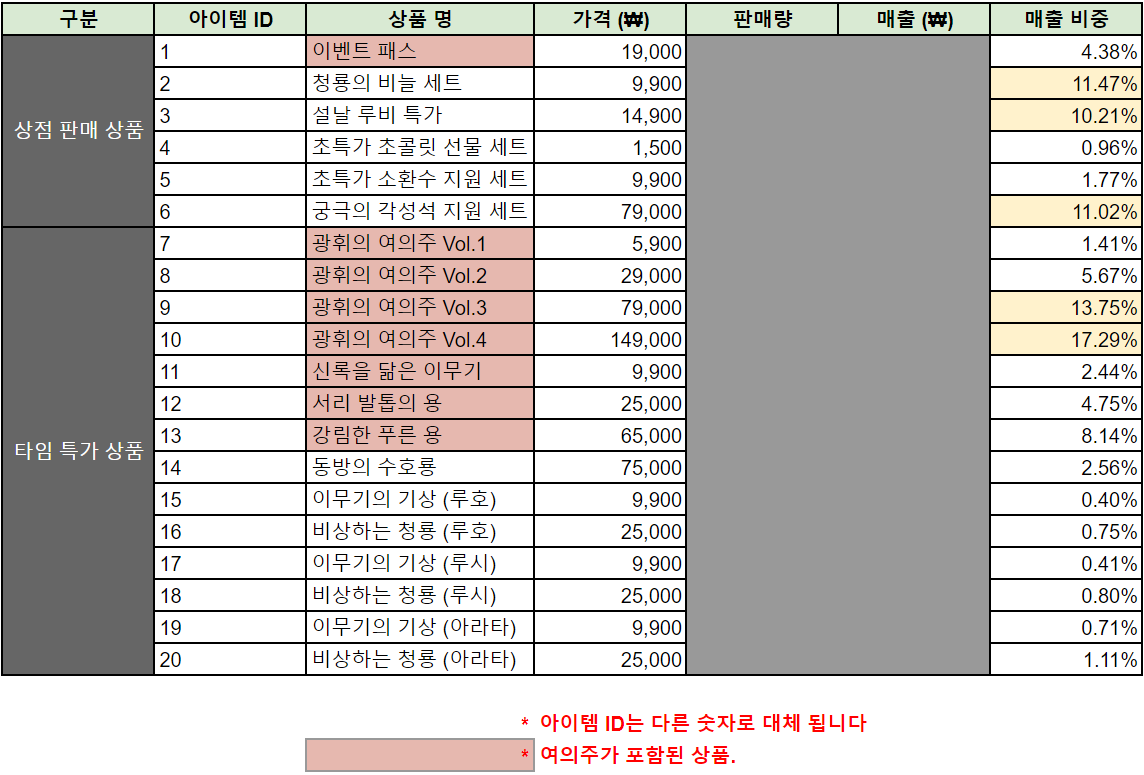 구분 아이템 ID 상품 명 가격 (₩) 판매량 매출 (₩) 매출 비중
상점 판매 상품
1 이벤트 패스 19,000 4.38%
2 청룡의 비늘 세트 9,900 11.47%
3 설날 루비 특가 14,900 10.21%
4 초특가 초콜릿 선물 세트 1,500 0.96%
5 초특가 소환수 지원 세트 9,900 1.77%
6 궁극의 각성석 지원 세트 79,000 11.02%
타임 특가 상품
7 광휘의 여의주 Vol.1 5,900 1.41%
8 광휘의 여의주 Vol.2 29,000 5.67%
9 광휘의 여의주 Vol.3 79,000 13.75%
10 광휘의 여의주 Vol.4 149,000 17.29%
11 신록을 닮은 이무기 9,900 2.44%
12 서리 발톱의 용 25,000 4.75%
13 강림한 푸른 용 65,000 8.14%
14 동방의 수호룡 75,000 2.56%
15 이무기의 기상 (루호) 9,900 0.40%
16 비상하는 청룡 (루호) 25,000 0.75%
17 이무기의 기상 (루시) 9,900 0.41%
18 비상하는 청룡 (루시) 25,000 0.80%
19 이무기의 기상 (아라타) 9,900 0.71%
20 비상하는 청룡 (아라타) 25,000 1.11%
* 아이템 ID는 다른 숫자로 대체 됩니다
* 여의주가 포함된 상품.